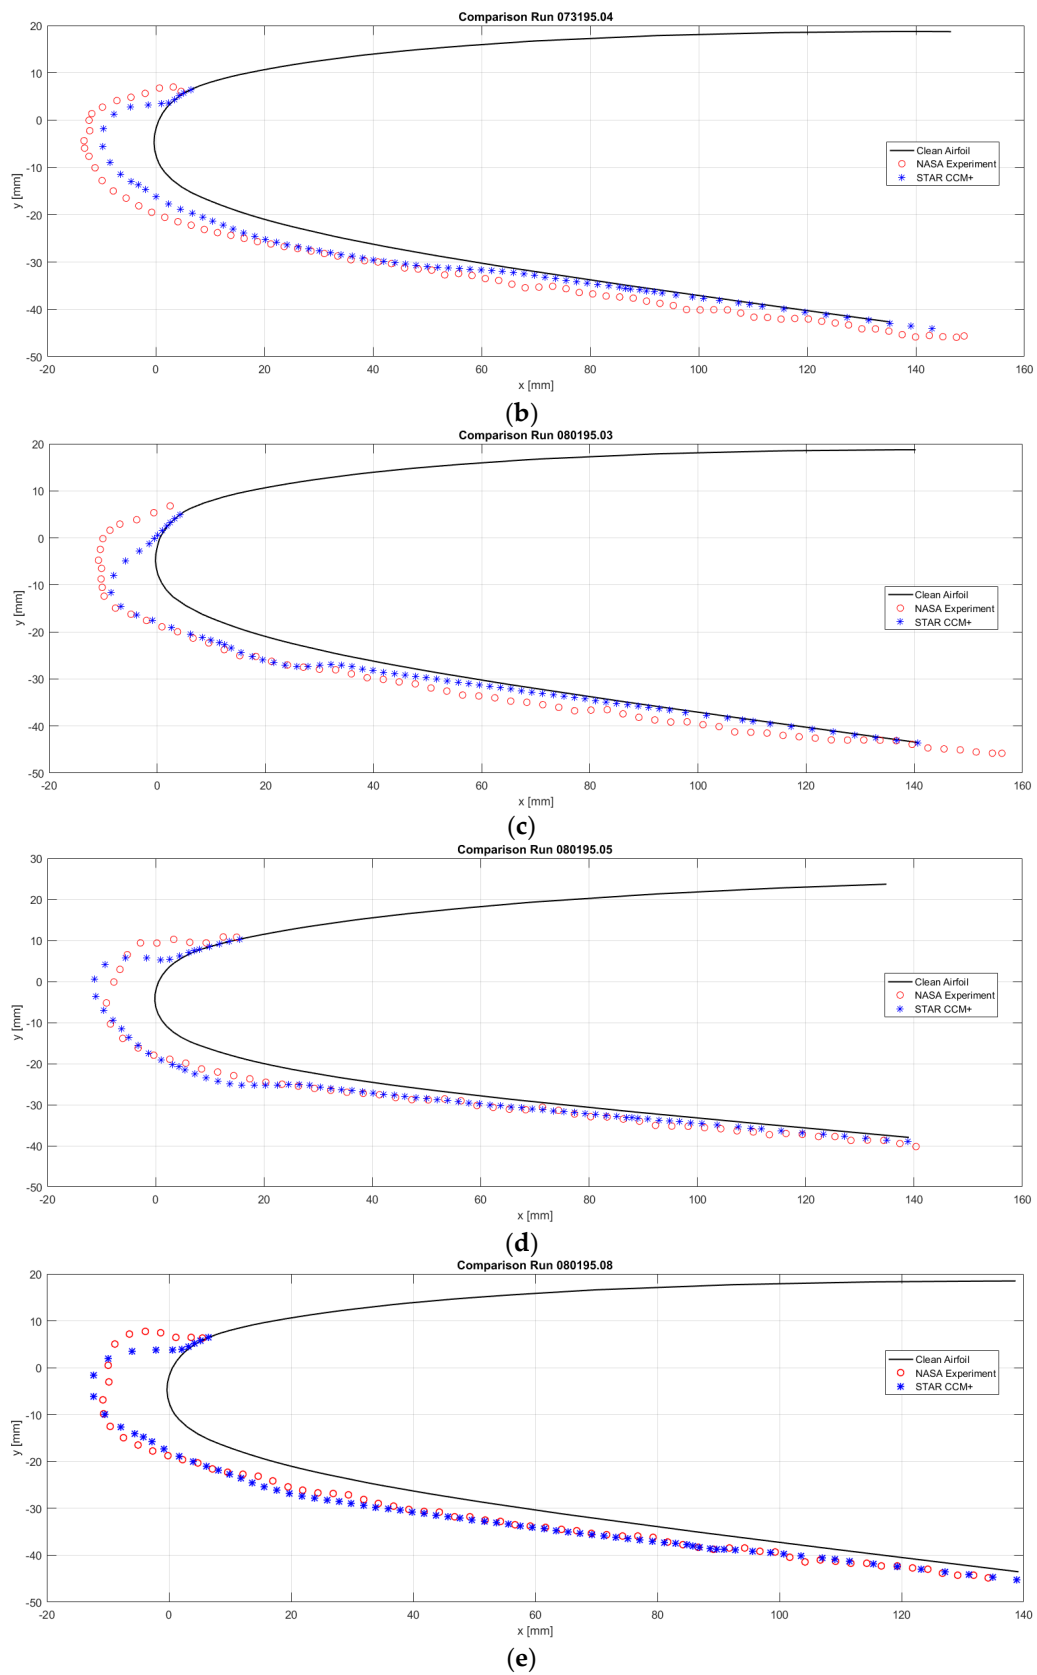 Comparison Run 073195.04
20
10
0
-10
-20
-30
-40
-50
y [mm]
Clean Airfoil
NASA Experiment
STAR CCM+
-20 0 20 40 60 80 100 120 140 160
x [mm]
(b)
Comparison Run 080195.03
20
10
0
-10
-20
-30
-40
-50
y [mm]
Clean Airfoil
NASA Experiment
STAR CCM+
-20 0 20 40 60 80 100 120 140 160
x [mm]
(c)
Comparison Run 080195.05
30
20
10
0
-10
-20
-30
-40
-50
y [mm]
Clean Airfoil
NASA Experiment
STAR CCM+
-20 0 20 40 60 80 100 120 140 160
x [mm]
(d)
Comparison Run 080195.08
20
10
0
-10
-20
-30
-40
-50
y [mm]
Clean Airfoil
NASA Experiment
STAR CCM+
-20 0 20 40 60 80 100 120 140
x [mm]
(e)